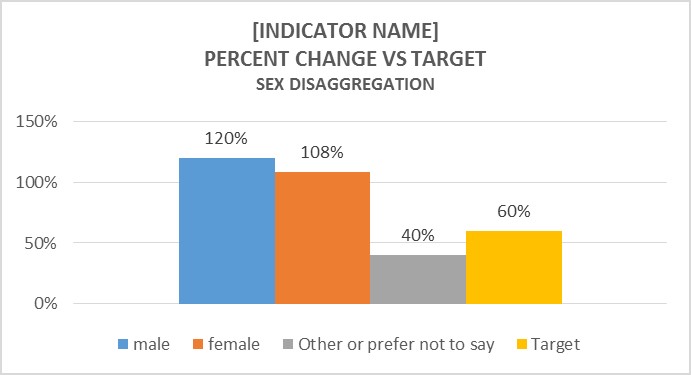 [INDICATOR NAME]
PERCENT CHANGE VS TARGET
SEX DISAGGREGATION
150%
120%
108%
100%
60%
50%
40%
0%
male female Other or prefer not to say Target